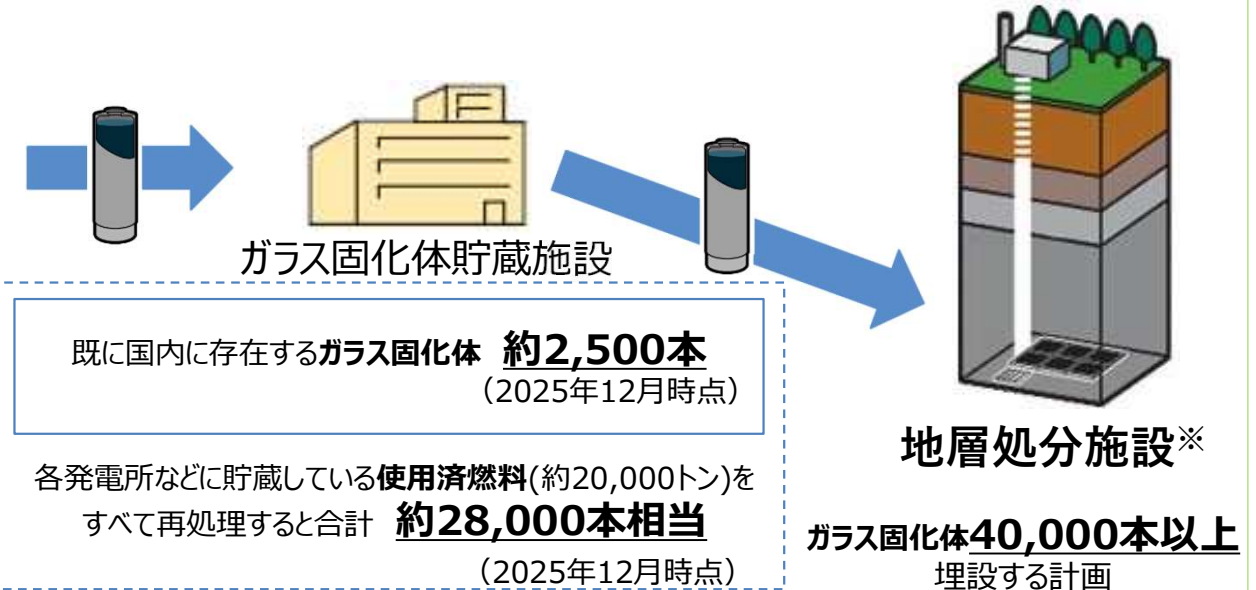 ガラス固化体貯蔵施設
既に国内に存在するガラス固化体 約2,500本
（2025年12月時点）
各発電所などに貯蔵している使用済燃料(約20,000トン)を
すべて再処理すると合計 約28,000本相当
（2025年12月時点）
地層処分施設※
ガラス固化体40,000本以上
埋設する計画